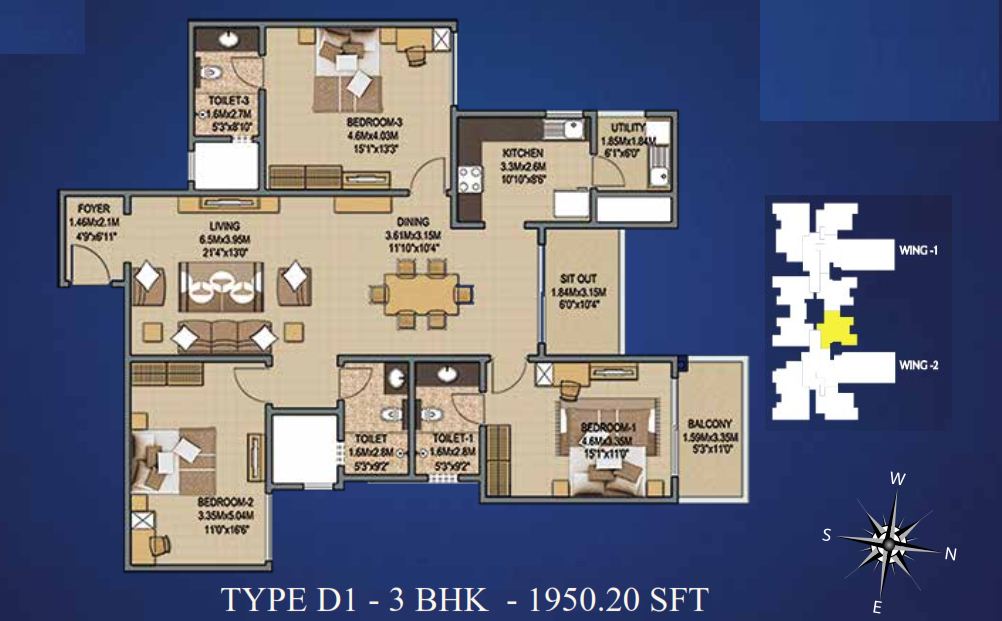 TOILET-3
1.6Mx2.7M
5'3"x8'10"
BEDROOM-3
4.6Mx4.03M
15'1"x13'3"
KITCHEN
3.3Mx2.6M
10'10"x8'6"
UTILITY
1.85Mx1.84M
6'1"x6'0"
FOYER
1.46Mx2.1M
4'9"x6'11"
LIVING
6.5Mx3.95M
21'4"x13'0"
DINING
3.61Mx3.15M
11'10"x10'4"
SIT OUT
1.84Mx3.15M
6'0"x10'4"
WING -1
WING -2
BEDROOM-2
3.35Mx5.04M
11'0"x16'6"
TOILET
1.6Mx2.8M
5'3"x9'2"
TOILET-1
1.6Mx2.8M
5'3"x9'2"
BEDROOM-1
4.6Mx3.35M
15'1"x11'0"
BALCONY
1.59Mx3.35M
5'3"x11'0"
W
S
N
E
TYPE D1 - 3 BHK - 1950.20 SFT